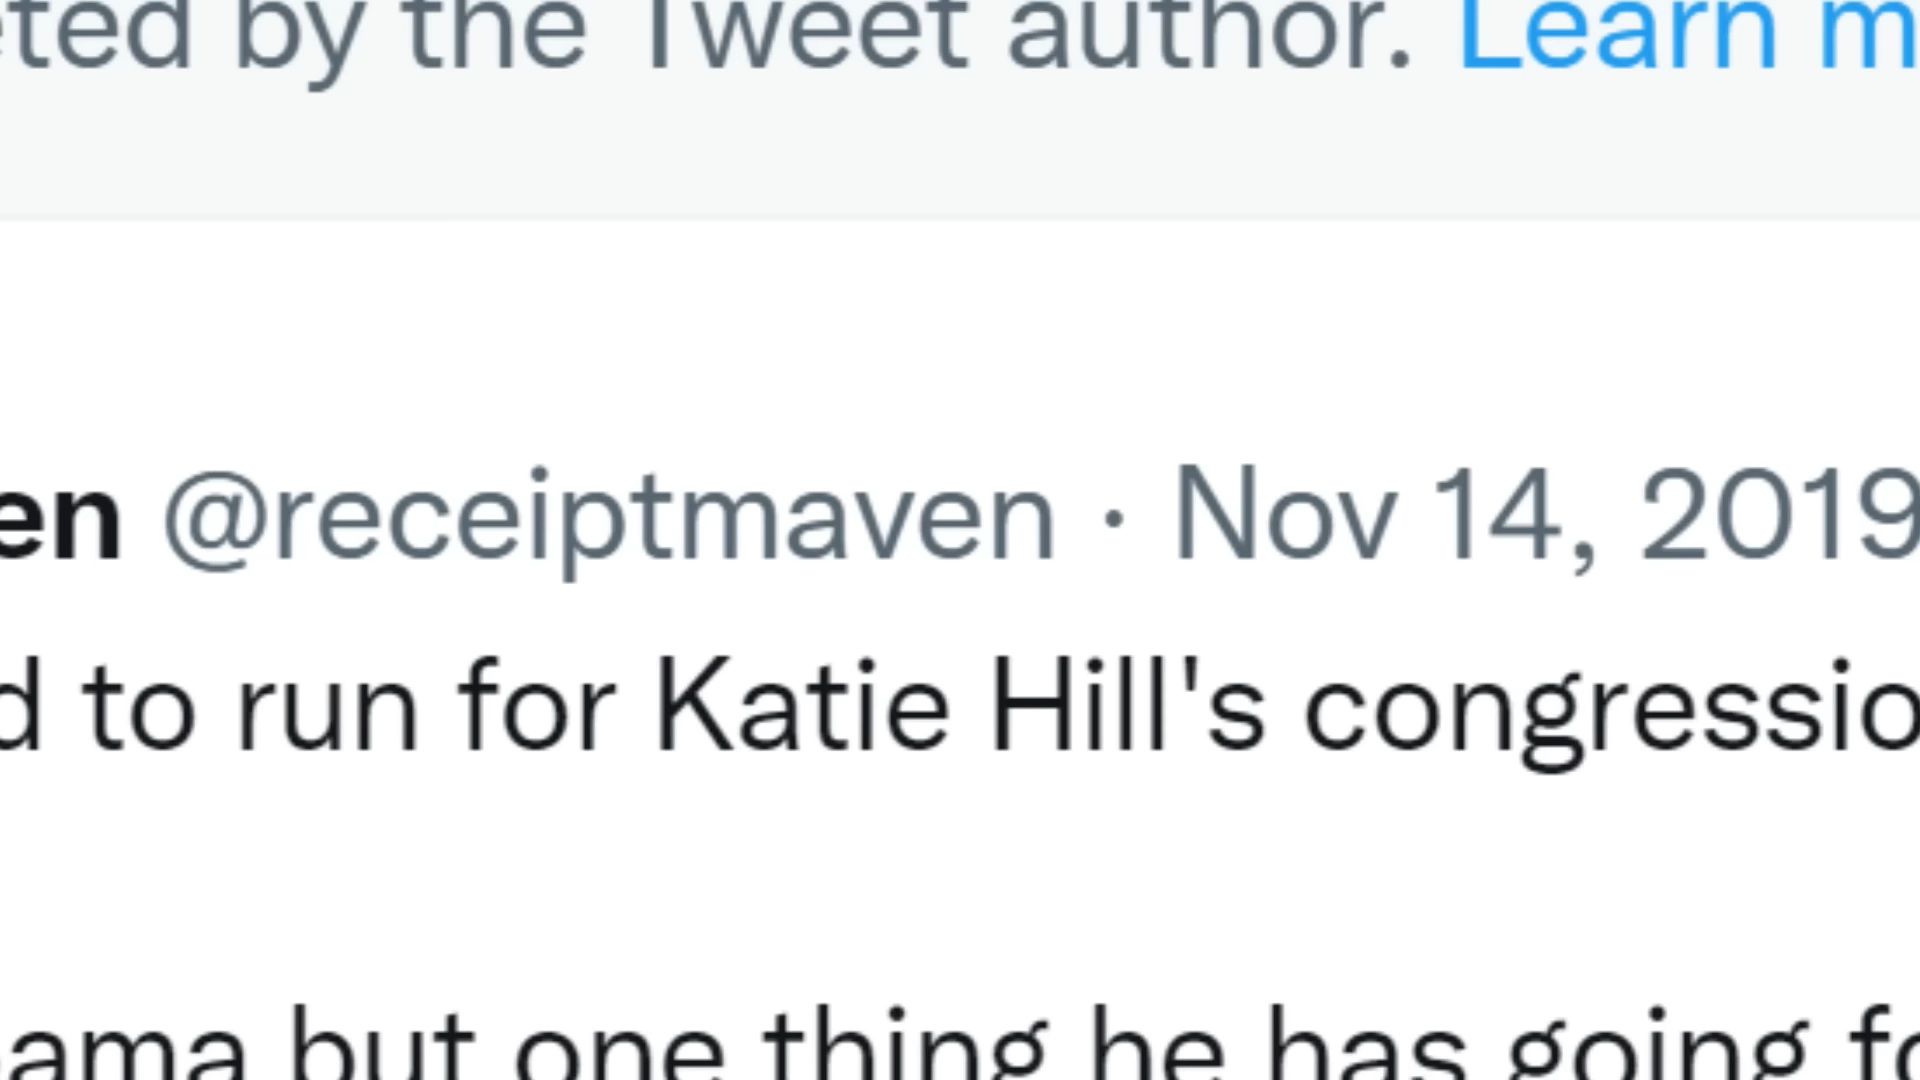 eted by the Tweet author. Learn m
en @receiptmaven · Nov 14, 2019
d to run for Katie Hill's congressio
ama but one thing he has going fo